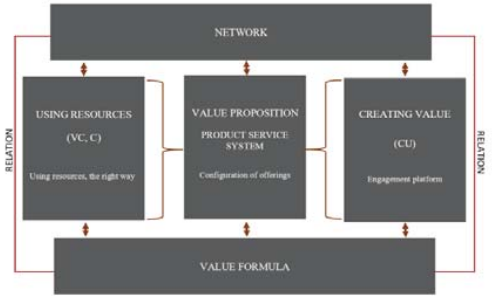 NETWORK
RELATION
USING RESOURCES
(VC, C)
Using resources, the right way
VALUE PROPOSITION
PRODUCT SERVICE
SYSTEM
Configuration of offerings
CREATING VALUE
(CU)
Engagement platform
RELATION
VALUE FORMULA